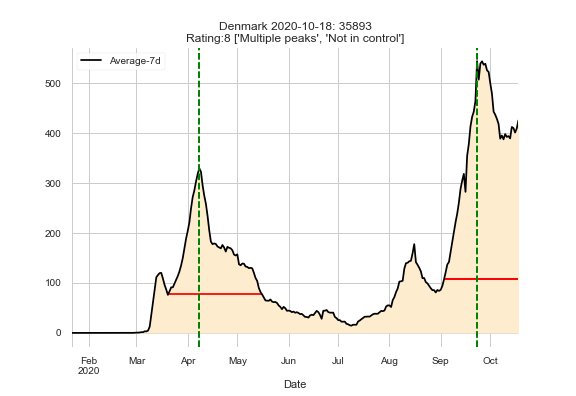 Denmark 2020-10-18: 35893
Rating:8 ['Multiple peaks', 'Not in control']
Average-7d
500
400
300
200
100
0
Feb Mar Apr May Jun Jul Aug Sep Oct
2020
Date